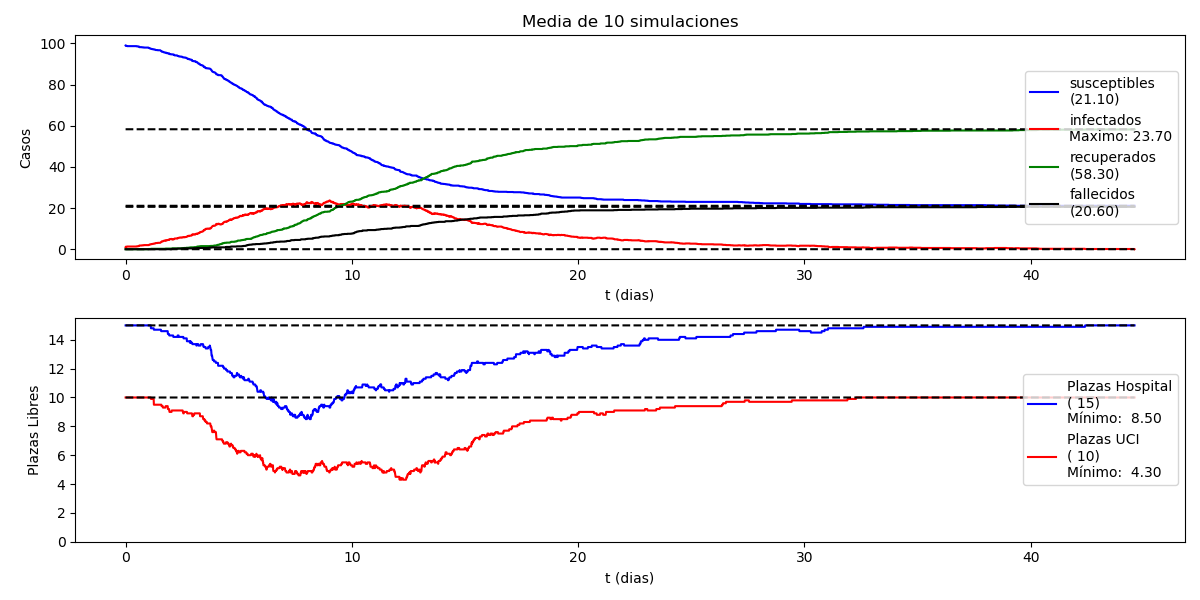 Media de 10 simulaciones
100
80
60
40
20
0
Casos
susceptibles
(21.10)
infectados
Maximo: 23.70
recuperados
(58.30)
fallecidos
(20.60)
0
10
20
30
40
t (dias)
14
12
10
8
6
4
2
0
Plazas Libres
Plazas Hospital
( 15)
Mínimo:  8.50
Plazas UCI
( 10)
Mínimo:  4.30
0
10
20
30
40
t (dias)